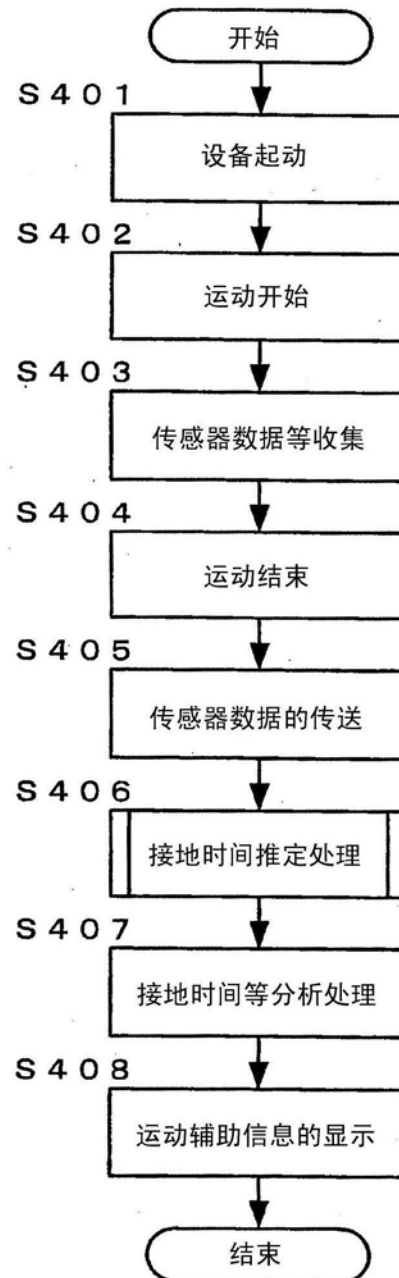 开始
S401
设备起动
S402
运动开始
S403
传感器数据等收集
S404
运动结束
S405
传感器数据的传送
S406
接地时间推定处理
S407
接地时间等分析处理
S408
运动辅助信息的显示
结束